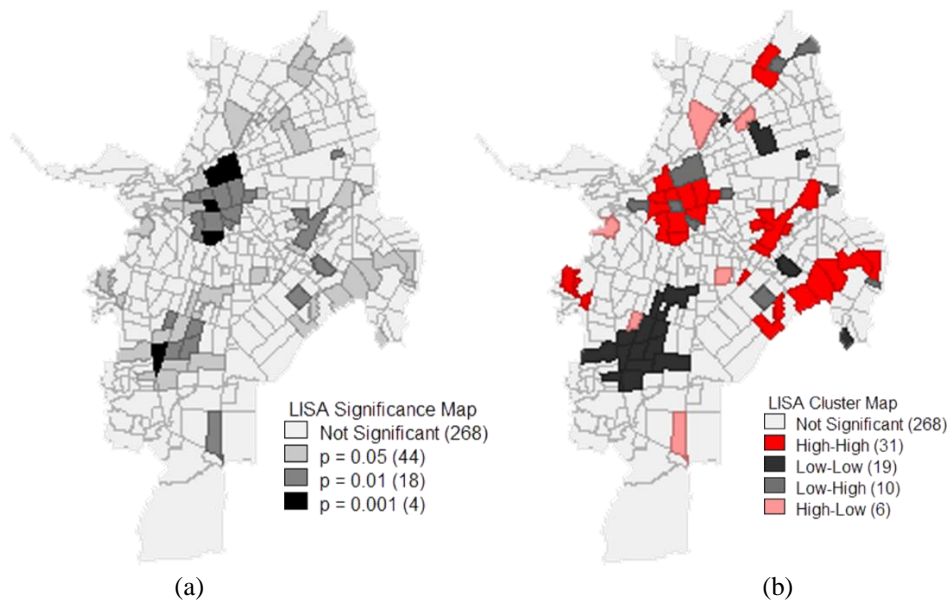 LISA Significance Map
Not Significant (268)
p = 0.05 (44)
p = 0.01 (18)
p = 0.001 (4)
LISA Cluster Map
Not Significant (268)
High-High (31)
Low-Low (19)
Low-High (10)
High-Low (6)
(a)
(b)